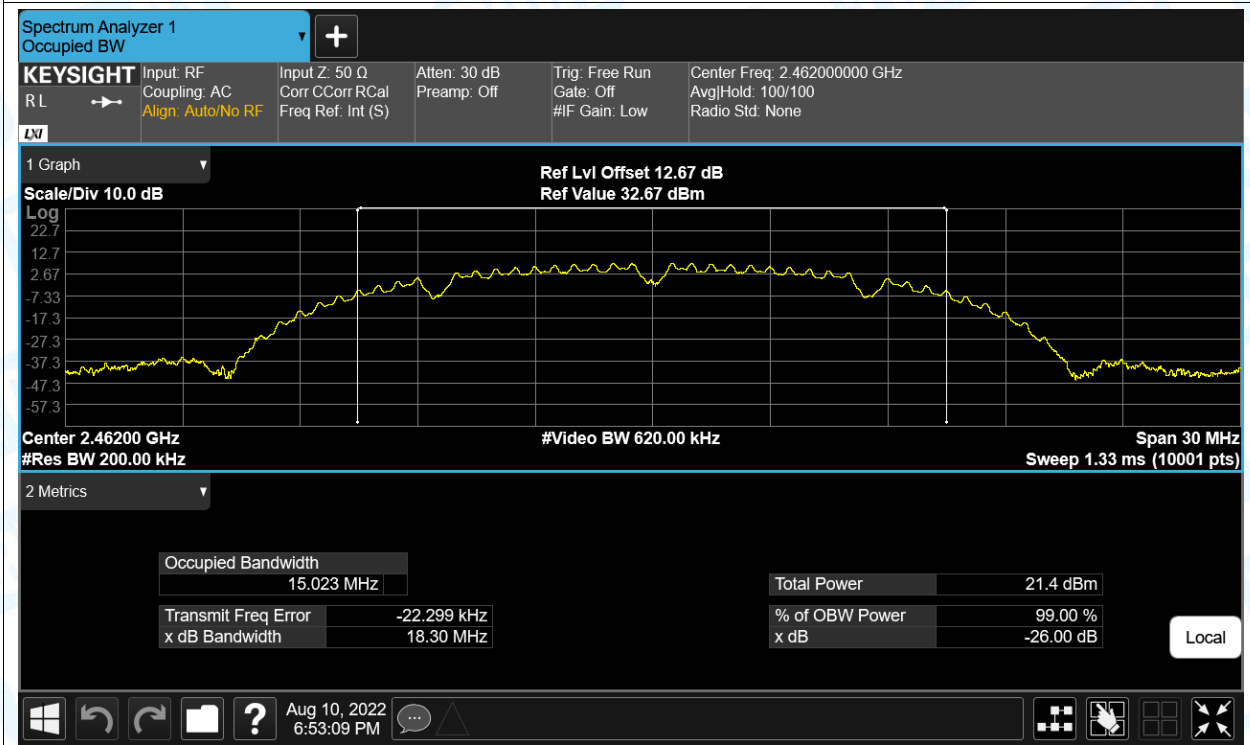 Spectrum Analyzer 1
Occupied BW
KEYSIGHT
R L
LXI
Input: RF
Coupling: AC
Align: Auto/No RF
Input Z: 50 Ω
Corr CCorr RCal
Freq Ref: Int (S)
Atten: 30 dB
Preamp: Off
Trig: Free Run
Gate: Off
#IF Gain: Low
Center Freq: 2.462000000 GHz
Avg|Hold: 100/100
Radio Std: None
1 Graph
Scale/Div 10.0 dB
Ref Lvl Offset 12.67 dB
Ref Value 32.67 dBm
Log
22.7
12.7
2.67
-7.33
-17.3
-27.3
-37.3
-47.3
-57.3
Center 2.46200 GHz
#Video BW 620.00 kHz
Span 30 MHz
#Res BW 200.00 kHz
Sweep 1.33 ms (10001 pts)
2 Metrics
Occupied Bandwidth
15.023 MHz
Total Power 21.4 dBm
Transmit Freq Error -22.299 kHz
% of OBW Power 99.00 %
x dB Bandwidth 18.30 MHz
x dB -26.00 dB
Local
?
Aug 10, 2022
6:53:09 PM